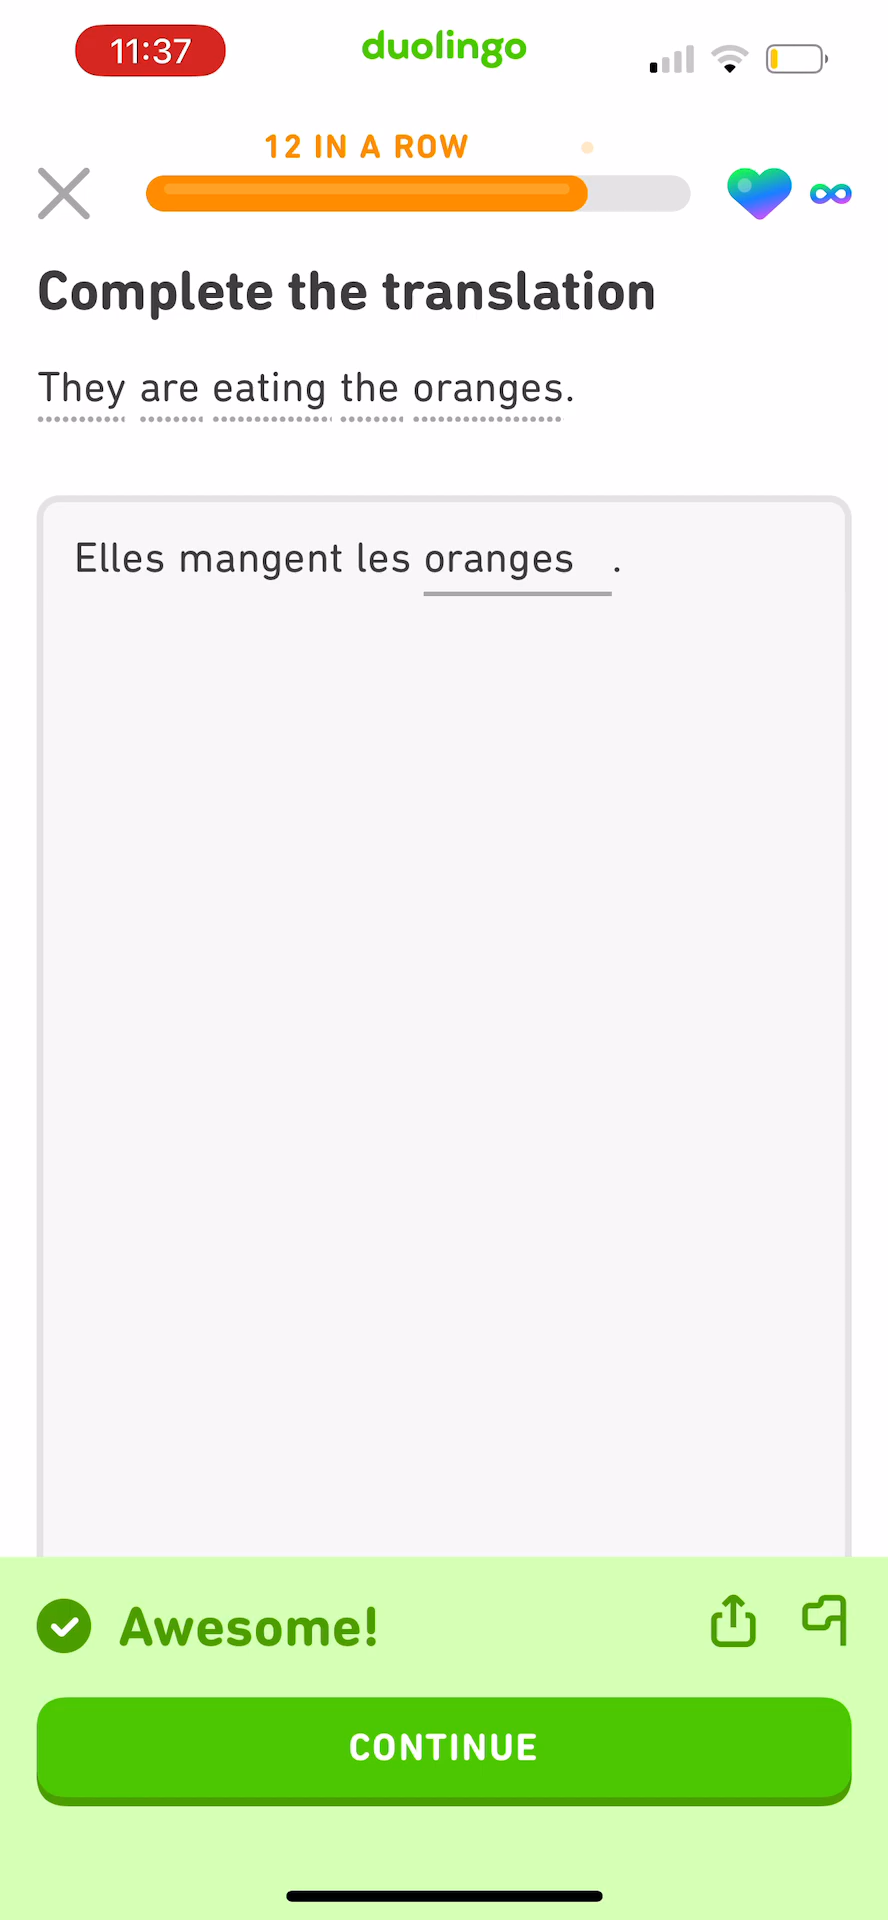 11:37
duolingo
12 IN A ROW
Complete the translation
They are eating the oranges.
Elles mangent les oranges .
Awesome!
CONTINUE